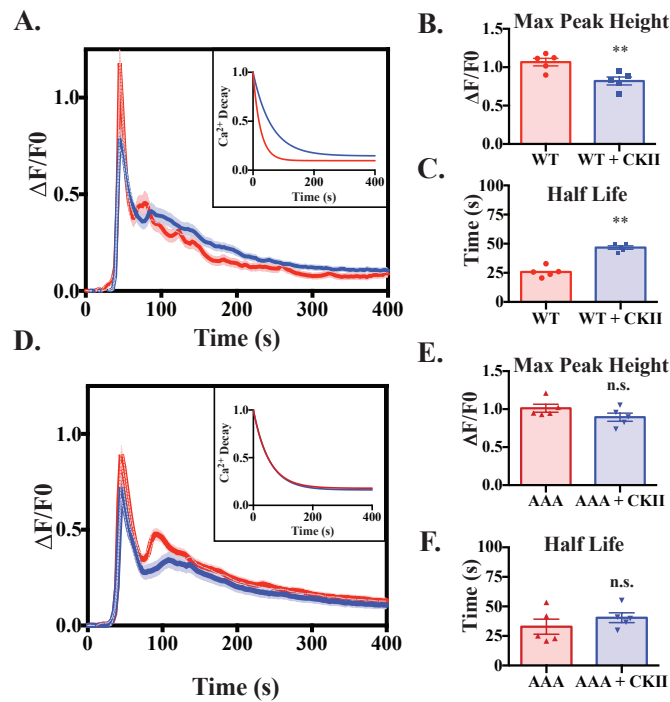 A.
ΔF/F0
1.0
0.5
0.0
0
100
200
300
400
Time (s)
Ca²⁺ Decay
1.0
0.5
0.0
0
200
400
Time (s)
B.
Max Peak Height
ΔF/F0
1.5
1.0
0.5
0.0
**
WT
WT + CKII
C.
Half Life
Time (s)
100
75
50
25
0
**
WT
WT + CKII
D.
ΔF/F0
1.0
0.5
0.0
0
100
200
300
400
Time (s)
Ca²⁺ Decay
1.0
0.5
0.0
0
200
400
Time (s)
E.
Max Peak Height
ΔF/F0
1.5
1.0
0.5
0.0
n.s.
AAA
AAA + CKII
F.
Half Life
Time (s)
100
75
50
25
0
n.s.
AAA
AAA + CKII